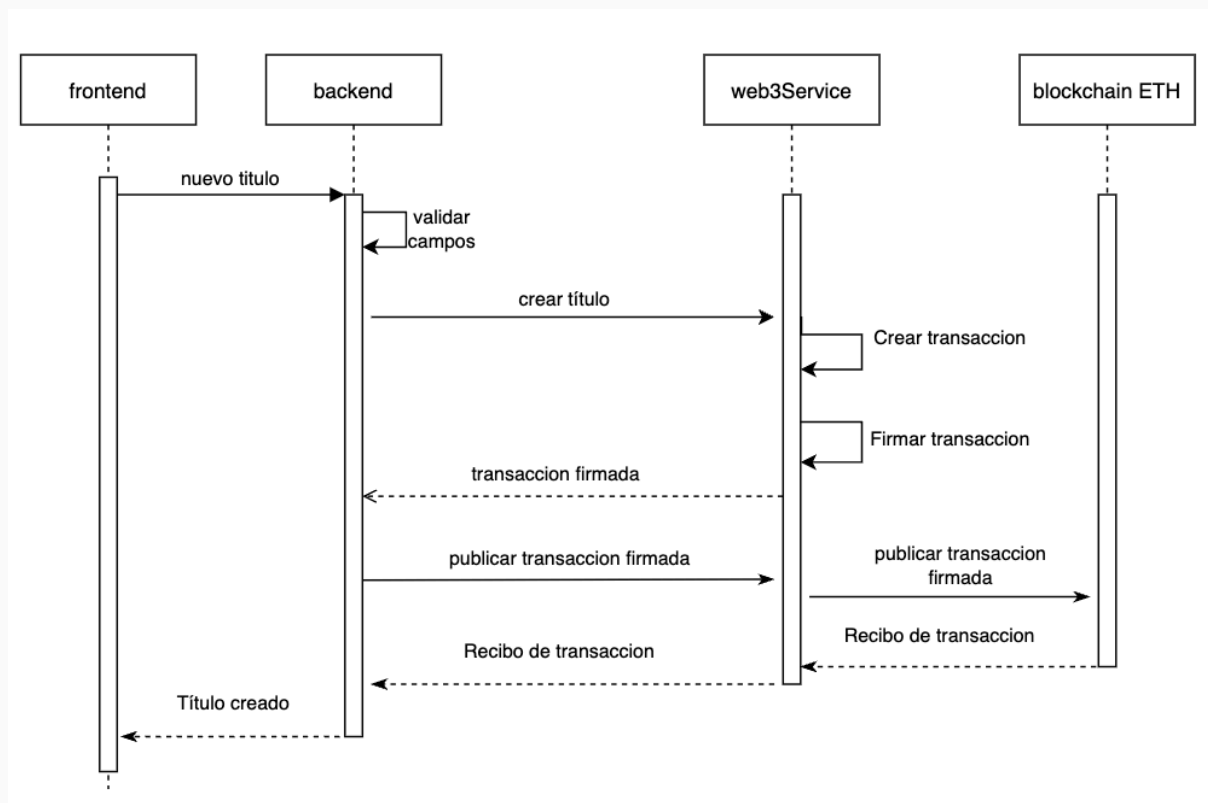 frontend
backend
web3Service
blockchain ETH
nuevo titulo
validar
campos
crear título
Crear transaccion
Firmar transaccion
transaccion firmada
publicar transaccion firmada
publicar transaccion
firmada
Recibo de transaccion
Recibo de transaccion
Título creado